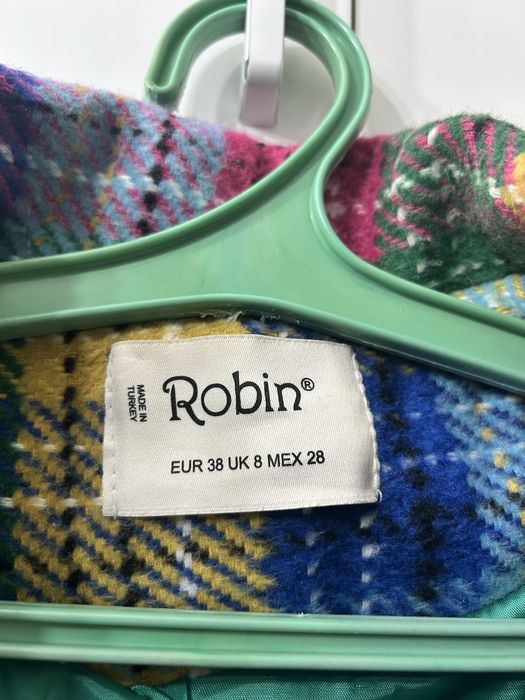 MADE IN
TURKEY
Robin®
EUR 38 UK 8 MEX 28